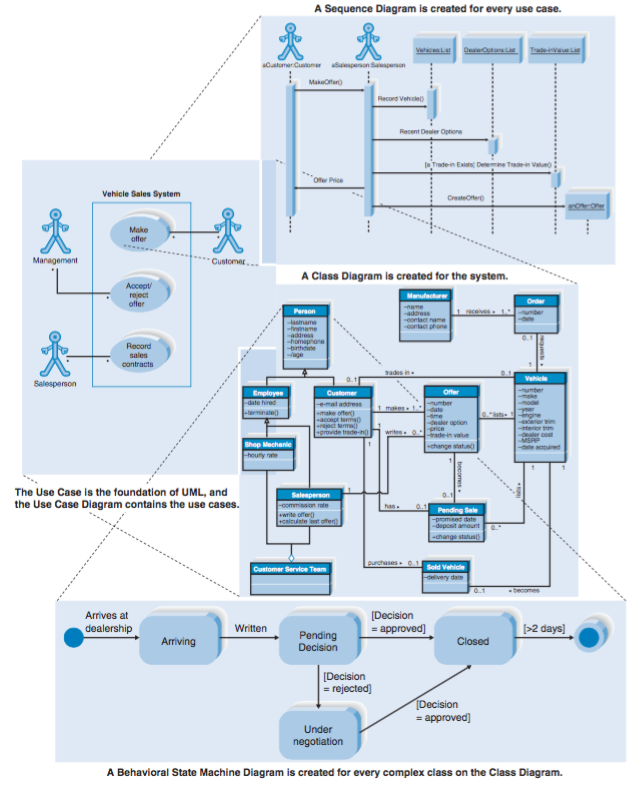 A Sequence Diagram is created for every use case.
aCustomer:Customer
aSalesperson:Salesperson
Vehicles:List
DealerOptions:List
Trade-inValue:List
MakeOffer()
Record Vehicle()
Recent Dealer Options
[a Trade-in Exists] Determine Trade-in Value()
Offer Price
CreateOffer()
anOffer:Offer
Vehicle Sales System
Make
offer
Management
Customer
Accept/
reject
offer
Record
sales
contracts
Salesperson
The Use Case is the foundation of UML, and
the Use Case Diagram contains the use cases.
A Class Diagram is created for the system.
Manufacturer
-name
-address
-contact name
-contact phone
1 receives 1..*
Order
-number
-date
0..1
requests
Person
-lastname
-firstname
-address
-homephone
-birthdate
-/age
trades in
0..1
0..1
Employee
-date hired
+terminate()
Customer
-e-mail address
+make offer()
+accept terms()
+reject terms()
+provide trade-in()
1 makes 1..*
writes 0..*
Offer
-number
-date
-time
-dealer option
-price
-trade-in value
+change status()
0..* lists 1
Vehicle
-number
-make
-model
-year
-engine
-exterior trim
-interior trim
-dealer cost
-MSRP
-date acquired
Shop Mechanic
-hourly rate
Salesperson
-commission rate
+write offer()
+calculate last offer()
1
becomes
0..1
has 0..1
Pending Sale
-promised date
-deposit amount
+change status()
0..*
Customer Service Team
purchases 0..1
Sold Vehicle
-delivery date
0..1 becomes
Arrives at
dealership
Arriving
Written
Pending
Decision
[Decision
= approved]
Closed
[>2 days]
[Decision
= rejected]
[Decision
= approved]
Under
negotiation
A Behavioral State Machine Diagram is created for every complex class on the Class Diagram.